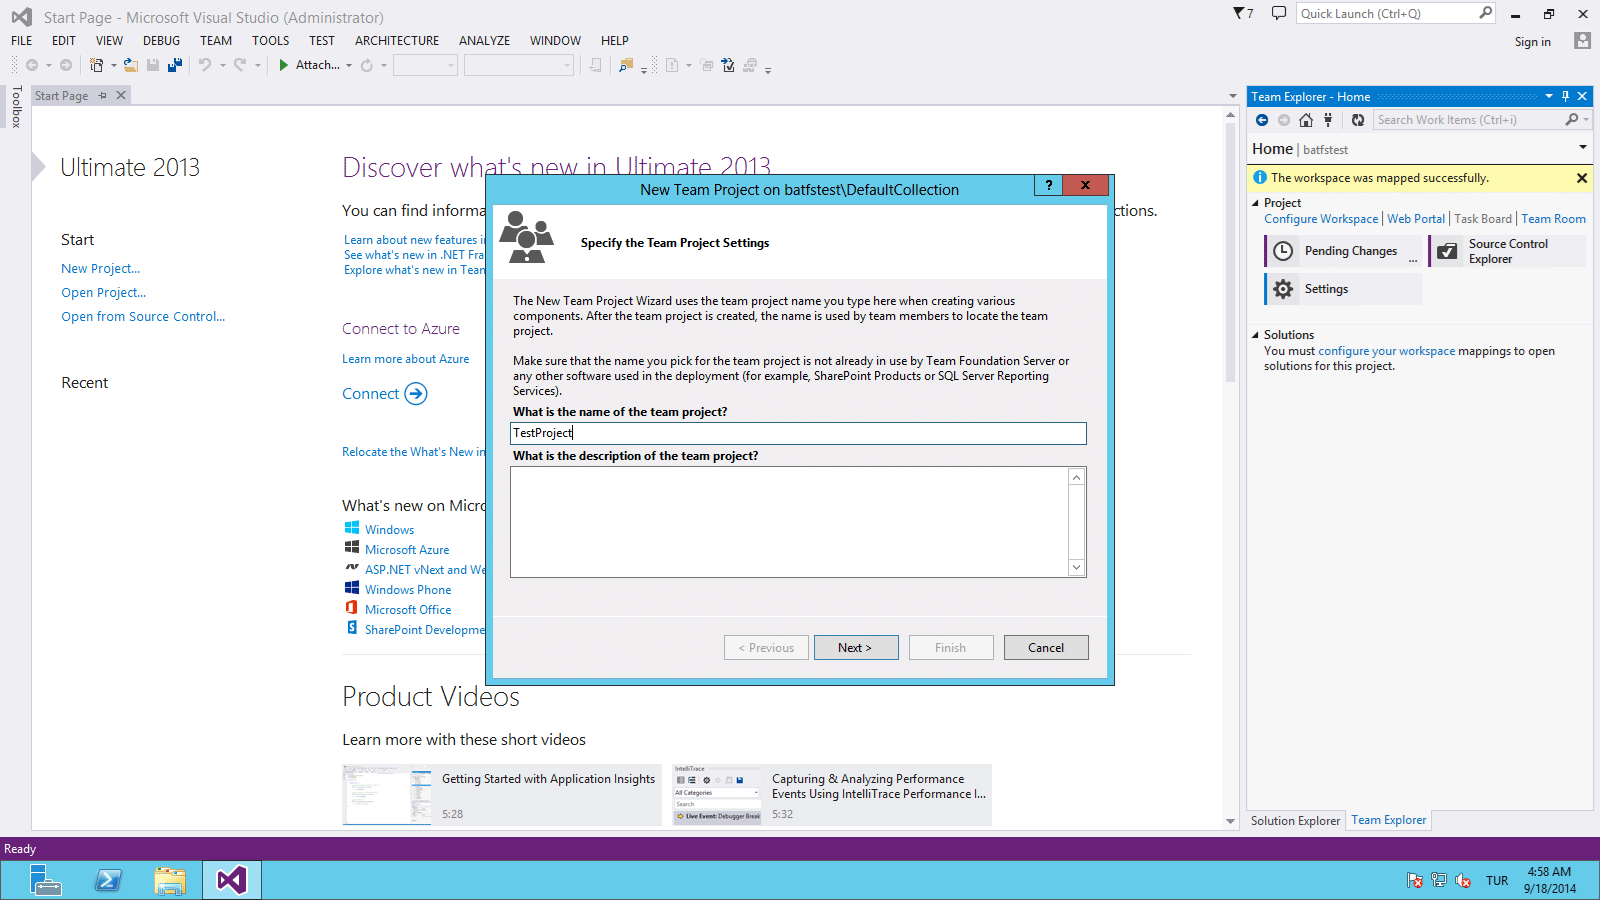 Start Page - Microsoft Visual Studio (Administrator)
7
Quick Launch (Ctrl+Q)
FILE EDIT VIEW DEBUG TEAM TOOLS TEST ARCHITECTURE ANALYZE WINDOW HELP
Sign in
Attach...
Toolbox
Start Page
Ultimate 2013
Start
New Project...
Open Project...
Open from Source Control...
Recent
Discover what's new in Ultimate 2013
You can find informa
ctions.
Learn about new features i
See what's new in .NET Fra
Explore what's new in Team
Connect to Azure
Learn more about Azure
Connect
Relocate the What's New in
What's new on Micro
Windows
Microsoft Azure
ASP.NET vNext and We
Windows Phone
Microsoft Office
SharePoint Developme
Product Videos
Learn more with these short videos
Getting Started with Application Insights
5:28
IntelliTrace
All Categories
Search
Live Event: Debugger Break
Capturing & Analyzing Performance
Events Using IntelliTrace Performance I...
5:32
New Team Project on batfstest\DefaultCollection
?
Specify the Team Project Settings
The New Team Project Wizard uses the team project name you type here when creating various
components. After the team project is created, the name is used by team members to locate the team
project.
Make sure that the name you pick for the team project is not already in use by Team Foundation Server or
any other software used in the deployment (for example, SharePoint Products or SQL Server Reporting
Services).
What is the name of the team project?
TestProject
What is the description of the team project?
< Previous
Next >
Finish
Cancel
Team Explorer - Home
Search Work Items (Ctrl+i)
Home | batfstest
The workspace was mapped successfully.
Project
Configure Workspace | Web Portal | Task Board | Team Room
Pending Changes
...
Source Control
Explorer
Settings
Solutions
You must configure your workspace mappings to open
solutions for this project.
Solution Explorer
Team Explorer
Ready
TUR
4:58 AM
9/18/2014